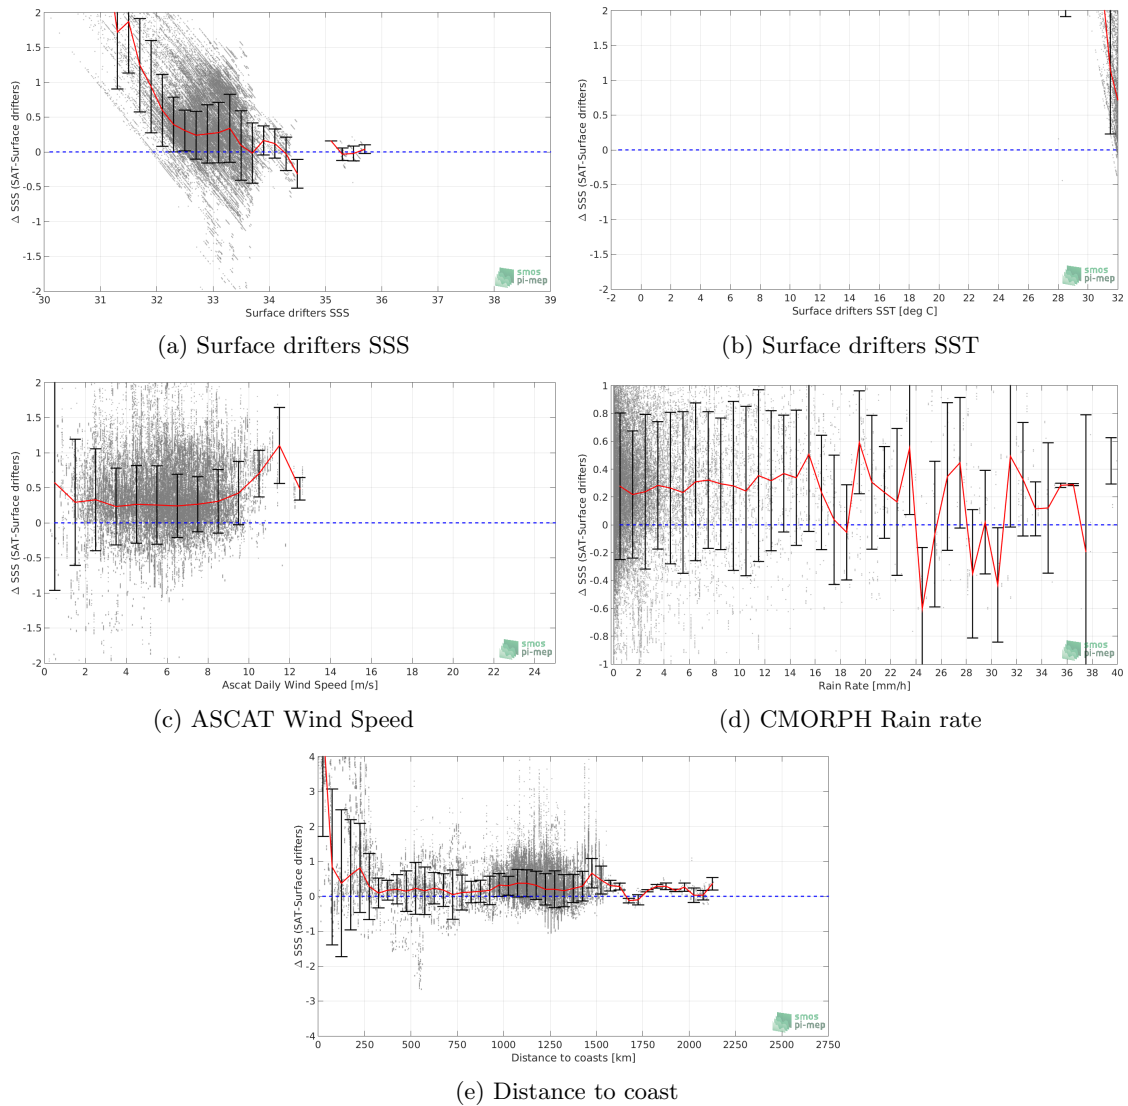 2
1.5
1
0.5
0
-0.5
-1
-1.5
-2
Δ SSS (SAT-Surface drifters)
30 31 32 33 34 35 36 37 38 39
Surface drifters SSS
smos
pi-mep
(a) Surface drifters SSS
2
1.5
1
0.5
0
-0.5
-1
-1.5
-2
Δ SSS (SAT-Surface drifters)
-2 0 2 4 6 8 10 12 14 16 18 20 22 24 26 28 30 32
Surface drifters SST [deg C]
smos
pi-mep
(b) Surface drifters SST
2
1.5
1
0.5
0
-0.5
-1
-1.5
-2
Δ SSS (SAT-Surface drifters)
0 2 4 6 8 10 12 14 16 18 20 22 24
Ascat Daily Wind Speed [m/s]
smos
pi-mep
(c) ASCAT Wind Speed
1
0.8
0.6
0.4
0.2
0
-0.2
-0.4
-0.6
-0.8
-1
Δ SSS (SAT-Surface drifters)
0 2 4 6 8 10 12 14 16 18 20 22 24 26 28 30 32 34 36 38 40
Rain Rate [mm/h]
smos
pi-mep
(d) CMORPH Rain rate
4
3
2
1
0
-1
-2
-3
-4
Δ SSS (SAT-Surface drifters)
0 250 500 750 1000 1250 1500 1750 2000 2250 2500 2750
Distance to coasts [km]
smos
pi-mep
(e) Distance to coast